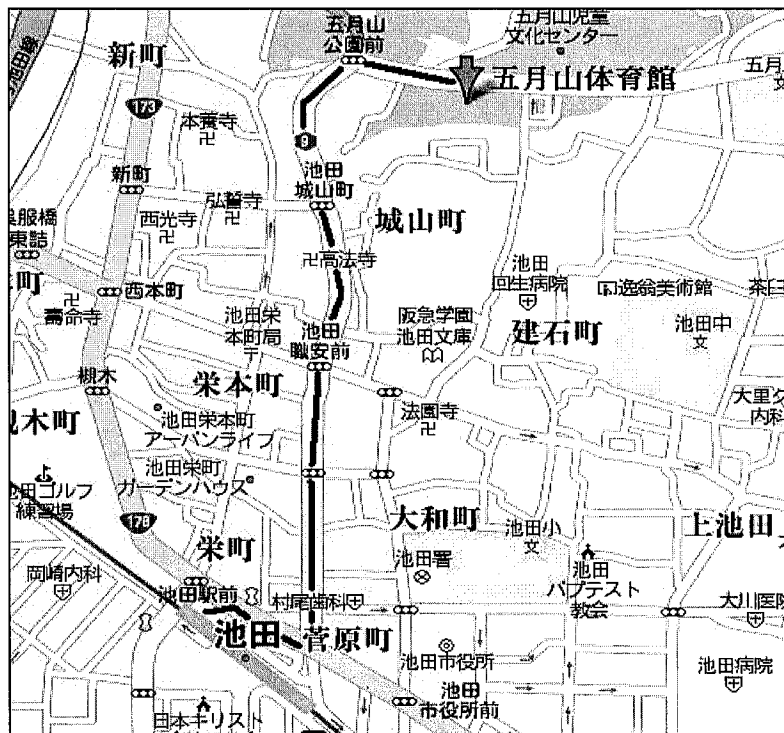 五月山
公園前
五月山児童
文化センター
新町
五月山体育館
173
本養寺
9
池田
城山町
新町
弘誓寺
西光寺
城山町
東詰
高法寺
池田
回生病院
逸翁美術館
西本町
壽命寺
池田栄
本町局
阪急学園
池田文庫
池田中
文
建石町
池田
職安前
槻木
栄本町
法園寺
池田栄本町
アーバンライフ
内科
池田栄町
ガーデンハウス
池田ゴルフ
練習場
大和町
池田小
文
上池田
176
栄町
池田署
池田
バプテスト
教会
岡崎内科
池田駅前
村尾歯科
大川医院
池田
菅原町
池田市役所
池田病院
池田
市役所前
日本キリスト